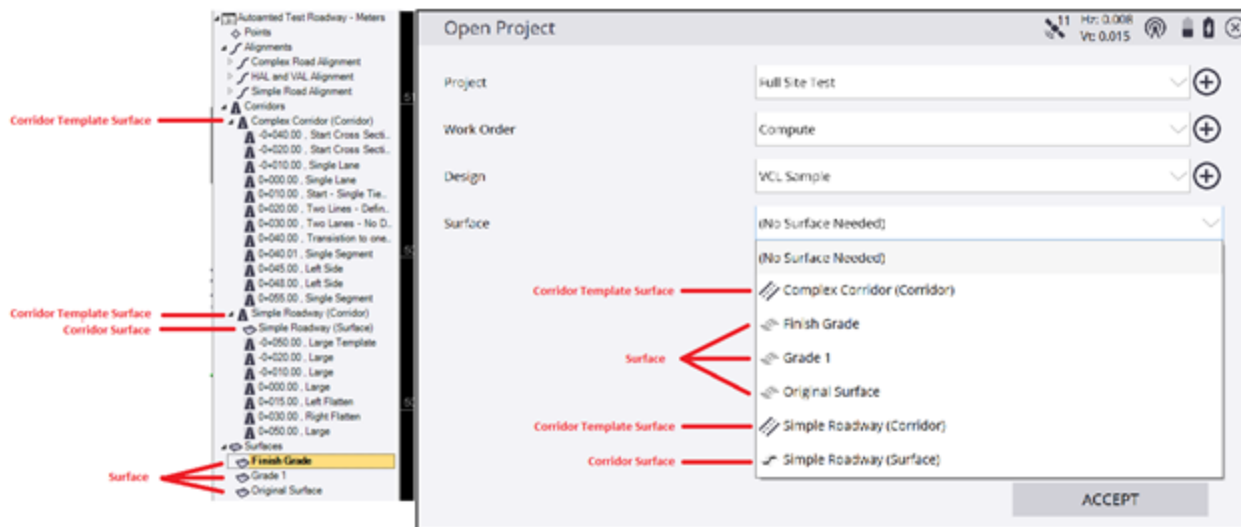 Autoamted Test Roadway - Meters
Points
Alignments
Complex Road Alignment
HAL and VAL Alignment
Simple Road Alignment
Corridors
Corridor Template Surface
Complex Corridor (Corridor)
-0+040.00 , Start Cross Secti..
-0+020.00 , Start Cross Secti..
-0+010.00 , Single Lane
0+000.00 , Single Lane
0+010.00 , Start - Single Tie..
0+020.00 , Two Lines - Defin..
0+030.00 , Two Lanes - No D..
0+040.00 , Transistion to one..
0+040.01 , Single Segment
0+045.00 , Left Side
0+048.00 , Left Side
0+055.00 , Single Segment
Corridor Template Surface
Simple Roadway (Corridor)
Corridor Surface
Simple Roadway (Surface)
-0+050.00 , Large Template
-0+020.00 , Large
-0+010.00 , Large
0+000.00 , Large
0+015.00 , Left Flatten
0+030.00 , Right Flatten
0+050.00 , Large
Surfaces
Finish Grade
Surface
Grade 1
Original Surface
Open Project
11
Hz: 0.008
Vt: 0.015
Project
Full Site Test
Work Order
Compute
Design
VCL Sample
Surface
(No Surface Needed)
(No Surface Needed)
Corridor Template Surface
Complex Corridor (Corridor)
Finish Grade
Surface
Grade 1
Original Surface
Corridor Template Surface
Simple Roadway (Corridor)
Corridor Surface
Simple Roadway (Surface)
ACCEPT